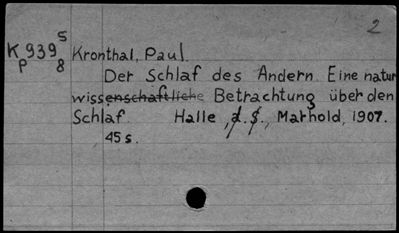 2
K 939 5
p 8
Kronthal, Paul.
Der Schlaf des Andern. Eine natur
wissenschaftliche Betrachtung über den
Schlaf. Halle, a. S., Marhold, 1907.
45 s.